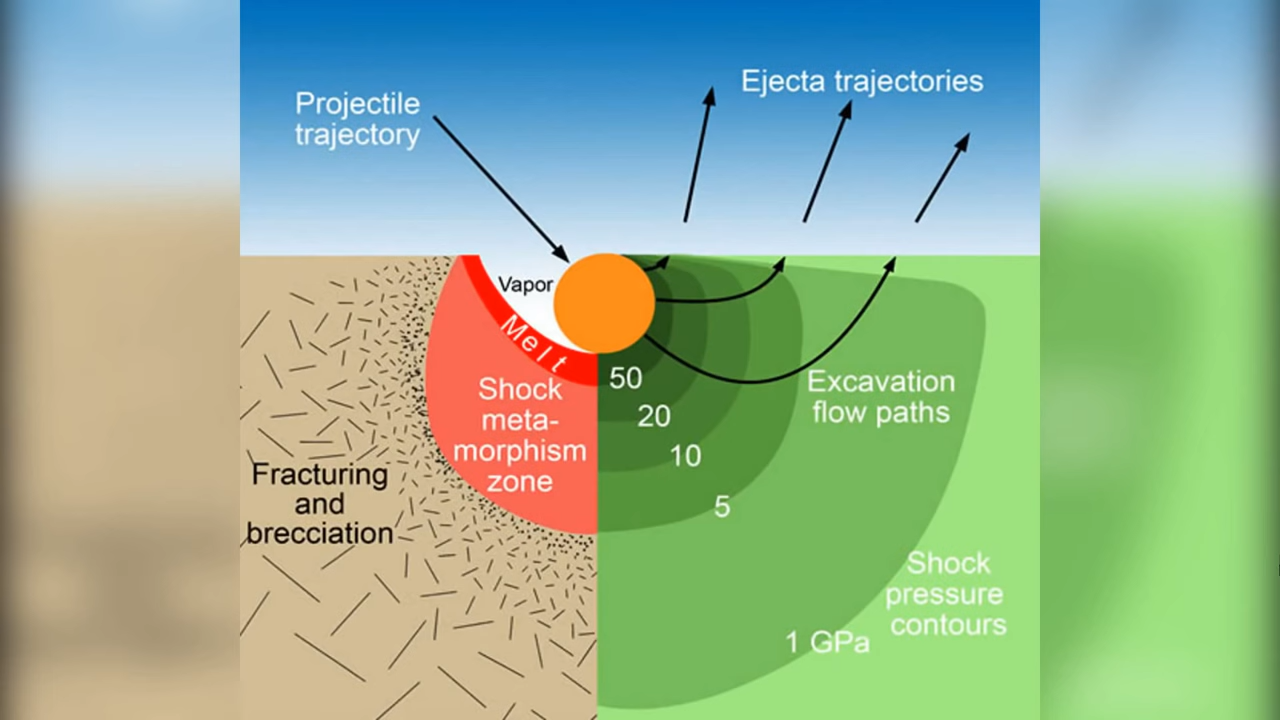 Projectile
trajectory
Ejecta trajectories
Vapor
Melt
Shock
meta-
morphism
zone
Fracturing
and
brecciation
50
20
10
5
1 GPa
Excavation
flow paths
Shock
pressure
contours